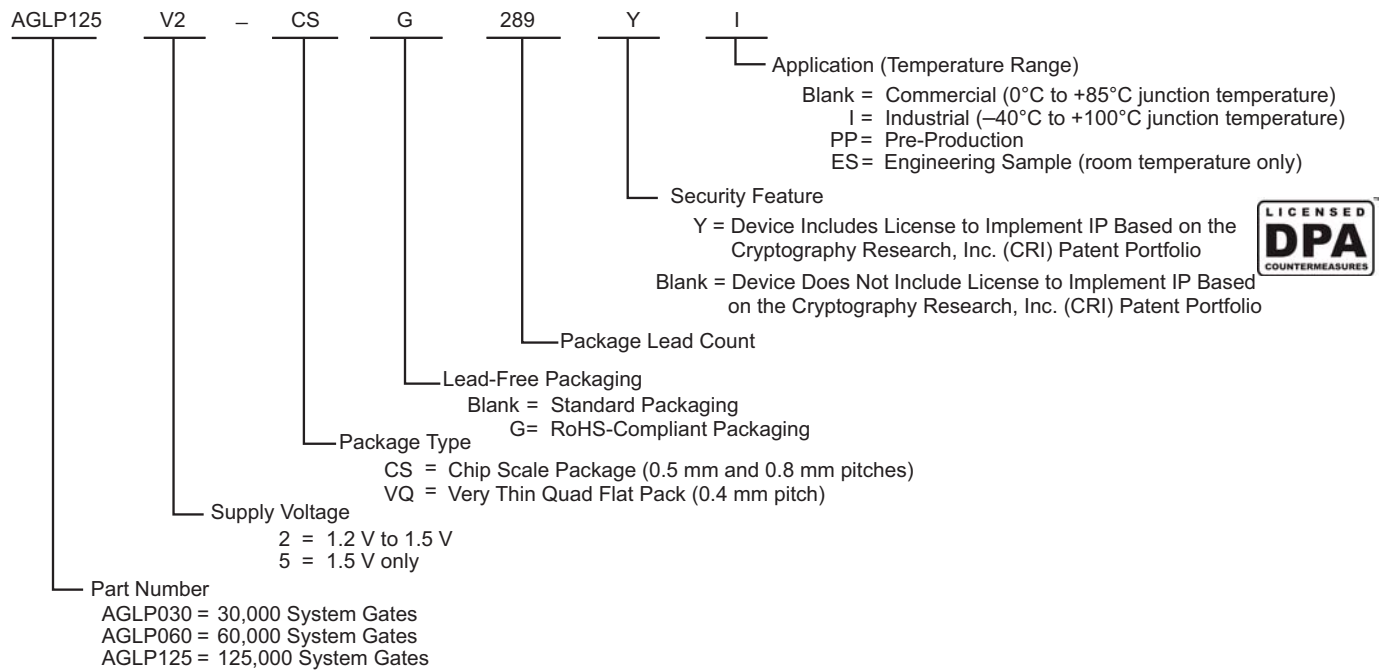 AGLP125 V2 – CS G 289 Y I
Application (Temperature Range)
Blank = Commercial (0°C to +85°C junction temperature)
I = Industrial (–40°C to +100°C junction temperature)
PP = Pre-Production
ES = Engineering Sample (room temperature only)
Security Feature
Y = Device Includes License to Implement IP Based on the
Cryptography Research, Inc. (CRI) Patent Portfolio
Blank = Device Does Not Include License to Implement IP Based
on the Cryptography Research, Inc. (CRI) Patent Portfolio
LICENSED
DPA
COUNTERMEASURES
™
Package Lead Count
Lead-Free Packaging
Blank = Standard Packaging
G= RoHS-Compliant Packaging
Package Type
CS = Chip Scale Package (0.5 mm and 0.8 mm pitches)
VQ = Very Thin Quad Flat Pack (0.4 mm pitch)
Supply Voltage
2 = 1.2 V to 1.5 V
5 = 1.5 V only
Part Number
AGLP030 = 30,000 System Gates
AGLP060 = 60,000 System Gates
AGLP125 = 125,000 System Gates